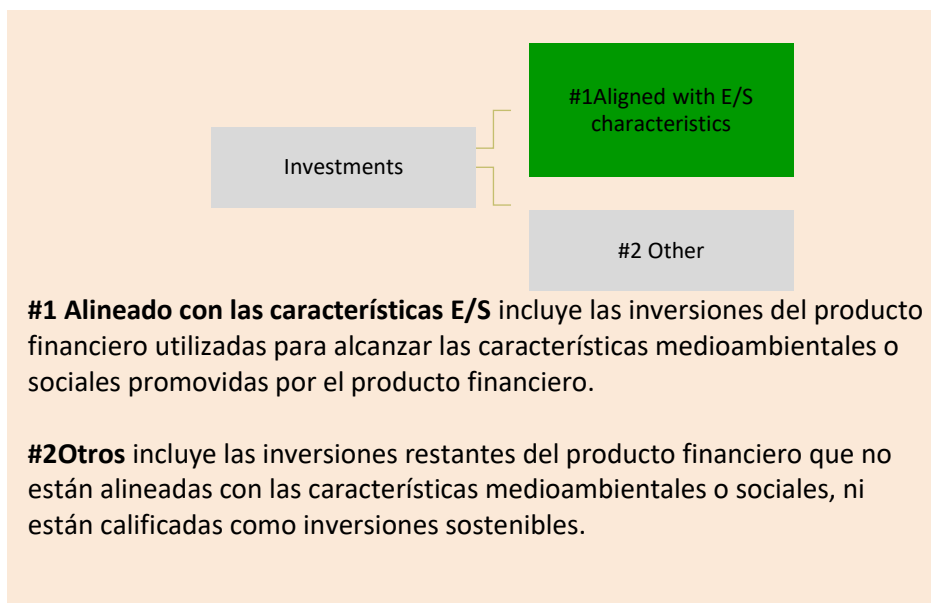 #1Aligned with E/S
characteristics
Investments
#2 Other
#1 Alineado con las características E/S incluye las inversiones del producto
financiero utilizadas para alcanzar las características medioambientales o
sociales promovidas por el producto financiero.
#2Otros incluye las inversiones restantes del producto financiero que no
están alineadas con las características medioambientales o sociales, ni
están calificadas como inversiones sostenibles.